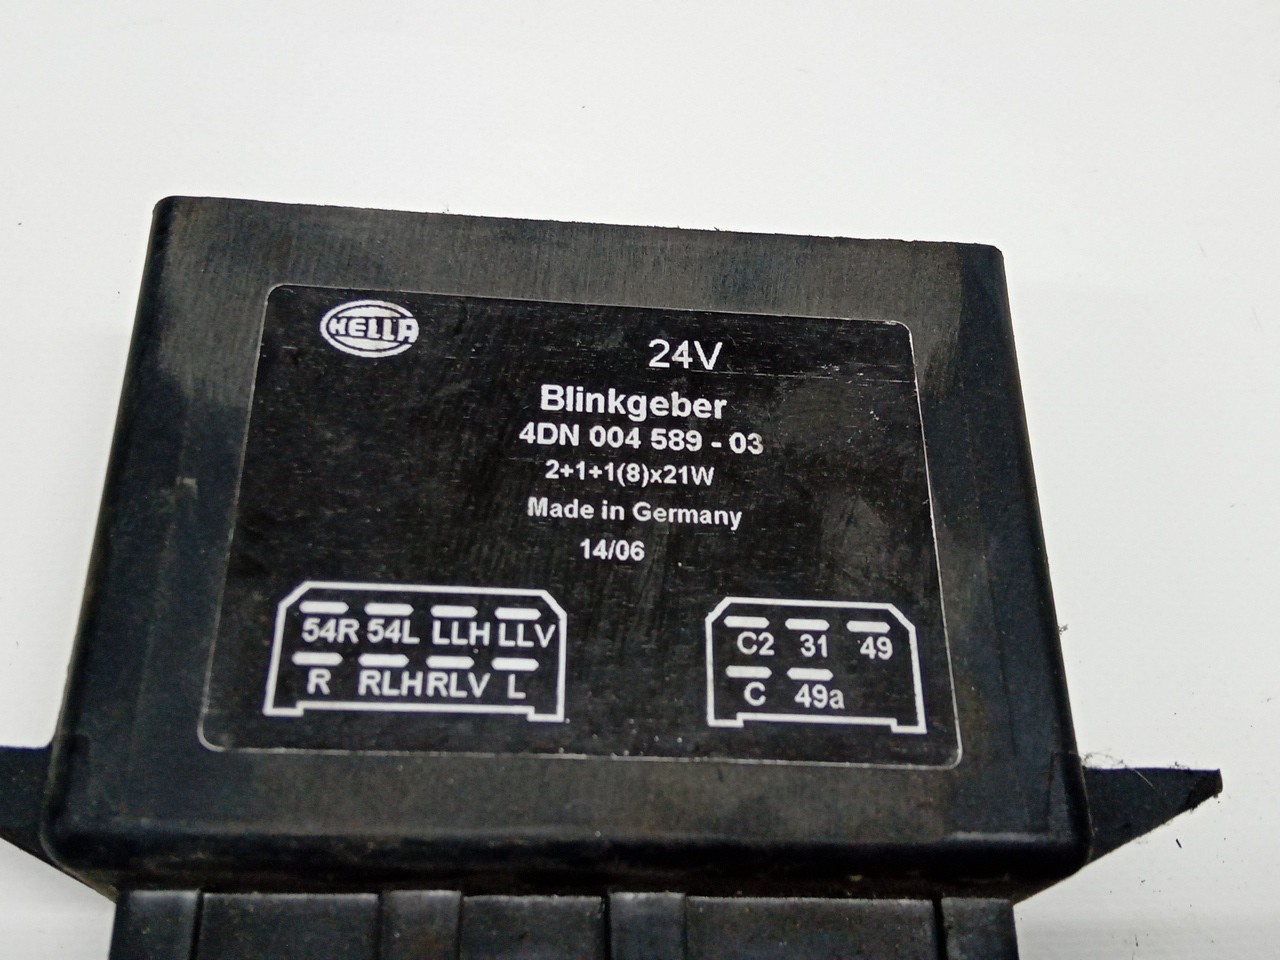 HELLA
24V
Blinkgeber
4DN 004 589 - 03
2+1+1(8)x21W
Made in Germany
14/06
54R 54L LLH LLV
R RLH RLV L
C2 31 49
C 49a